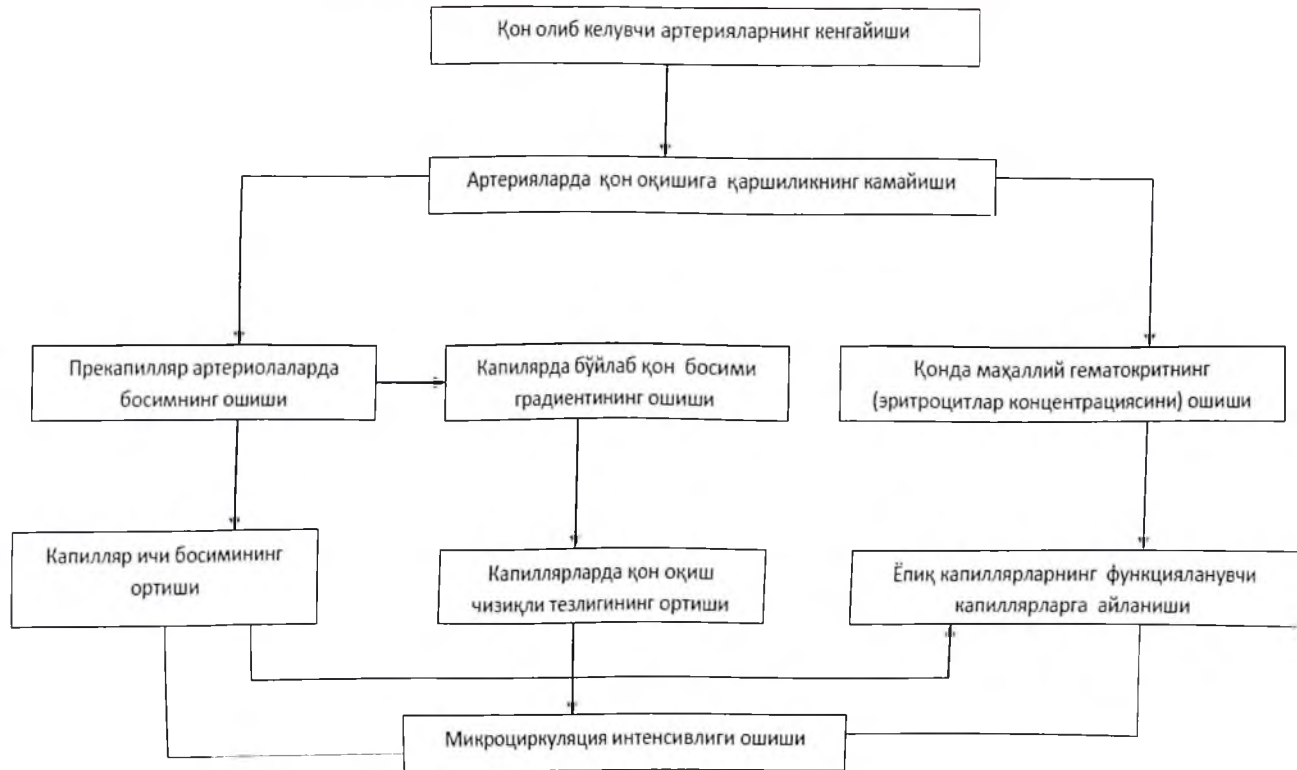 Қон олиб келувчи артерияларнинг кенгайиши
Артерияларда қон оқишига қаршиликнинг камайиши
Прекапилляр артериолаларда
босимнинг ошиши
Капилярда бўйлаб қон босими
градиентининг ошиши
Қонда маҳаллий гематокритнинг
(эритроцитлар концентрациясини) ошиши
Капилляр ичи босимининг
ортиши
Капиллярларда қон оқиш
чизиқли тезлигининг ортиши
Ёпиқ капиллярларнинг функцияланувчи
капиллярларга айланиши
Микроциркуляция интенсивлиги ошиши